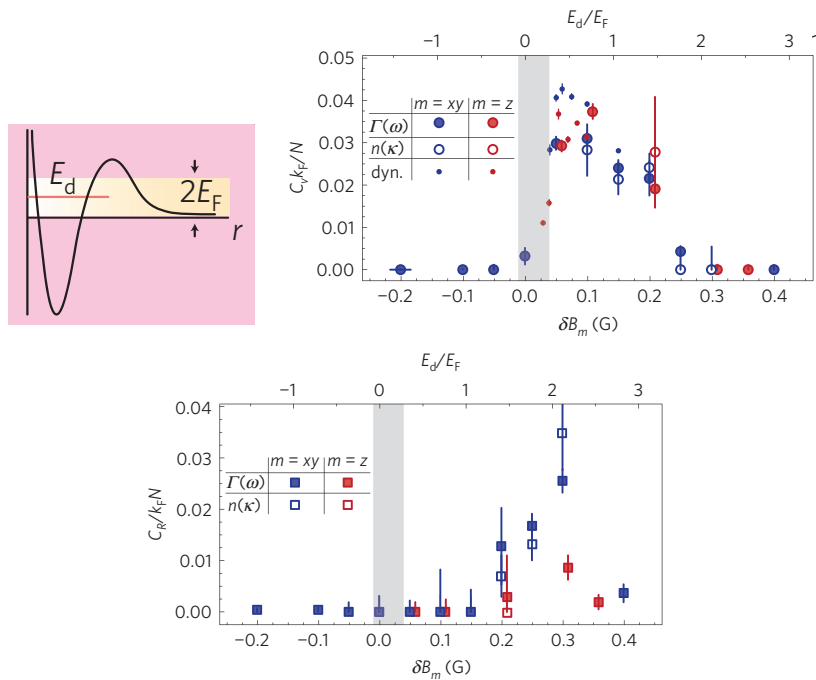 E_d/E_F
−1 0 1 2 3
0.05
0.04
0.03
0.02
0.01
0.00
C_v k_F/N
m = xy m = z
Γ(ω)
n(κ)
dyn.
−0.2 −0.1 0.0 0.1 0.2 0.3 0.4
δB_m (G)
E_d
2E_F
r
E_d/E_F
−1 0 1 2 3
0.04
0.03
0.02
0.01
0.00
C_R/k_F N
m = xy m = z
Γ(ω)
n(κ)
−0.2 −0.1 0.0 0.1 0.2 0.3 0.4
δB_m (G)